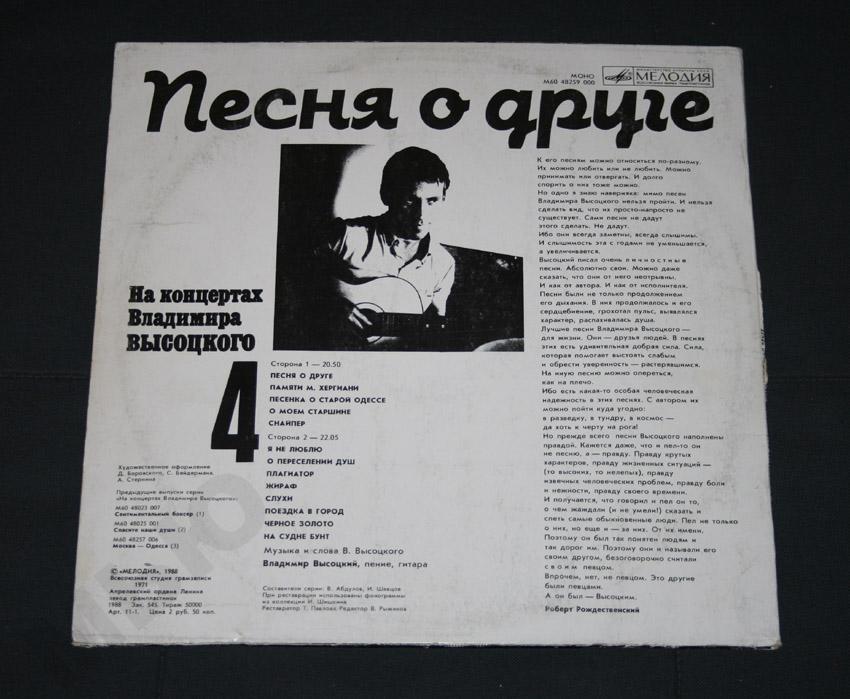 МОНО
М60 48259 000
МЕЛОДИЯ
Песня о друге
На концертах
Владимира
ВЫСОЦКОГО
4
Сторона 1 — 20.50
ПЕСНЯ О ДРУГЕ
ПАМЯТИ М. ХЕРГИАНИ
ПЕСЕНКА О СТАРОЙ ОДЕССЕ
О МОЕМ СТАРШИНЕ
СНАЙПЕР
Сторона 2 — 22.05
Я НЕ ЛЮБЛЮ
О ПЕРЕСЕЛЕНИИ ДУШ
ПЛАГИАТОР
ЖИРАФ
СЛУХИ
ПОЕЗДКА В ГОРОД
ЧЕРНОЕ ЗОЛОТО
НА СУДНЕ БУНТ
Музыка и слова В. Высоцкого
Владимир Высоцкий, пение, гитара
Составители серии: В. Абдулов, И. Шевцов
При реставрации использованы фонограммы
из коллекции И. Шишкина
Реставратор Т. Павлова. Редактор В. Рыжиков
Художественное оформление
Д. Боровского, С. Бейдермана,
А. Стернина
Предыдущие выпуски серии
«На концертах Владимира Высоцкого»:
М60 48023 007
Сентиментальный боксер (1)
М60 48025 001
Спасите наши души (2)
М60 48257 006
Москва — Одесса (3)
© «МЕЛОДИЯ», 1988
Всесоюзная студия грамзаписи
1971
Апрелевский ордена Ленина
завод грампластинок
1988 Зак. 545. Тираж 50000
Арт. 11-1. Цена 2 руб. 50 коп.
К его песням можно относиться по-разному.
Их можно любить или не любить. Можно
принимать или отвергать. И долго
спорить о них тоже можно.
Но одно я знаю наверняка: мимо песен
Владимира Высоцкого нельзя пройти. И нельзя
сделать вид, что их просто-напросто не
существует. Сами песни не дадут
этого сделать. Не дадут.
Ибо они всегда заметны, всегда слышимы.
И слышимость эта с годами не уменьшается,
а увеличивается.
Высоцкий писал очень личностные
песни. Абсолютно свои. Можно даже
сказать, что они от него неотрывны.
И как от автора. И как от исполнителя.
Песни были не только продолжением
его дыхания. В них продолжалось и его
сердцебиение, грохотал пульс, выявлялся
характер, распахивалась душа.
Лучшие песни Владимира Высоцкого —
для жизни. Они — друзья людей. В песнях
этих есть удивительная добрая сила. Сила,
которая помогает выстоять слабым
и обрести уверенность — растерявшимся.
На иную песню можно опереться,
как на плечо.
Ибо есть какая-то особая человеческая
надежность в этих песнях. С автором их
можно пойти куда угодно:
в разведку, в тундру, в космос —
да хоть к черту на рога!
Но прежде всего песни Высоцкого наполнены
правдой. Кажется даже, что и пел-то он
не песню, а — правду. Правду крутых
характеров, правду жизненных ситуаций —
(то высоких, то нелепых), правду
извечных человеческих проблем, правду боли
и нежности, правду своего времени.
И получается, что говорил и пел он то,
о чем жаждали (и не умели!) сказать и
спеть самые обыкновенные люди. Пел не только
о них, но еще и — за них. От их имени.
Поэтому он был так понятен людям и
так дорог им. Поэтому они и называли его
своим другом, безоговорочно считали
своим певцом.
Впрочем, нет, не певцом. Это другие
были певцами.
А он был — Высоцким.
Роберт Рождественский